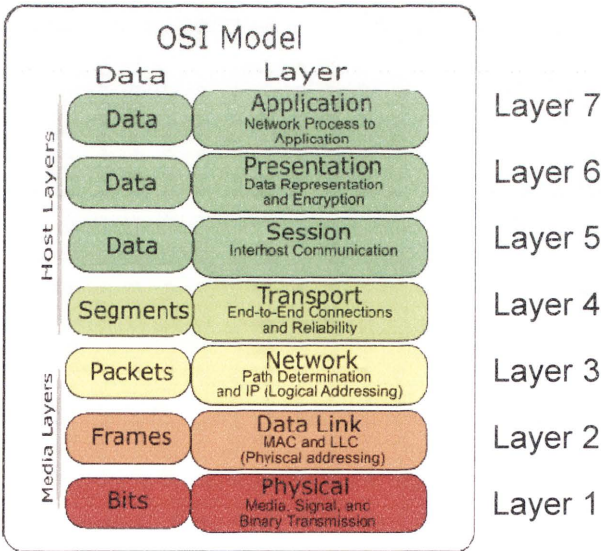 OSI Model
Data Layer
Host Layers
Data Application Layer 7
Network Process to
Application
Data Presentation Layer 6
Data Representation
and Encryption
Data Session Layer 5
Interhost Communication
Segments Transport Layer 4
End-to-End Connections
and Reliability
Media Layers
Packets Network Layer 3
Path Determination
and IP (Logical Addressing)
Frames Data Link Layer 2
MAC and LLC
(Phyiscal addressing)
Bits Physical Layer 1
Media, Signal, and
Binary Transmission